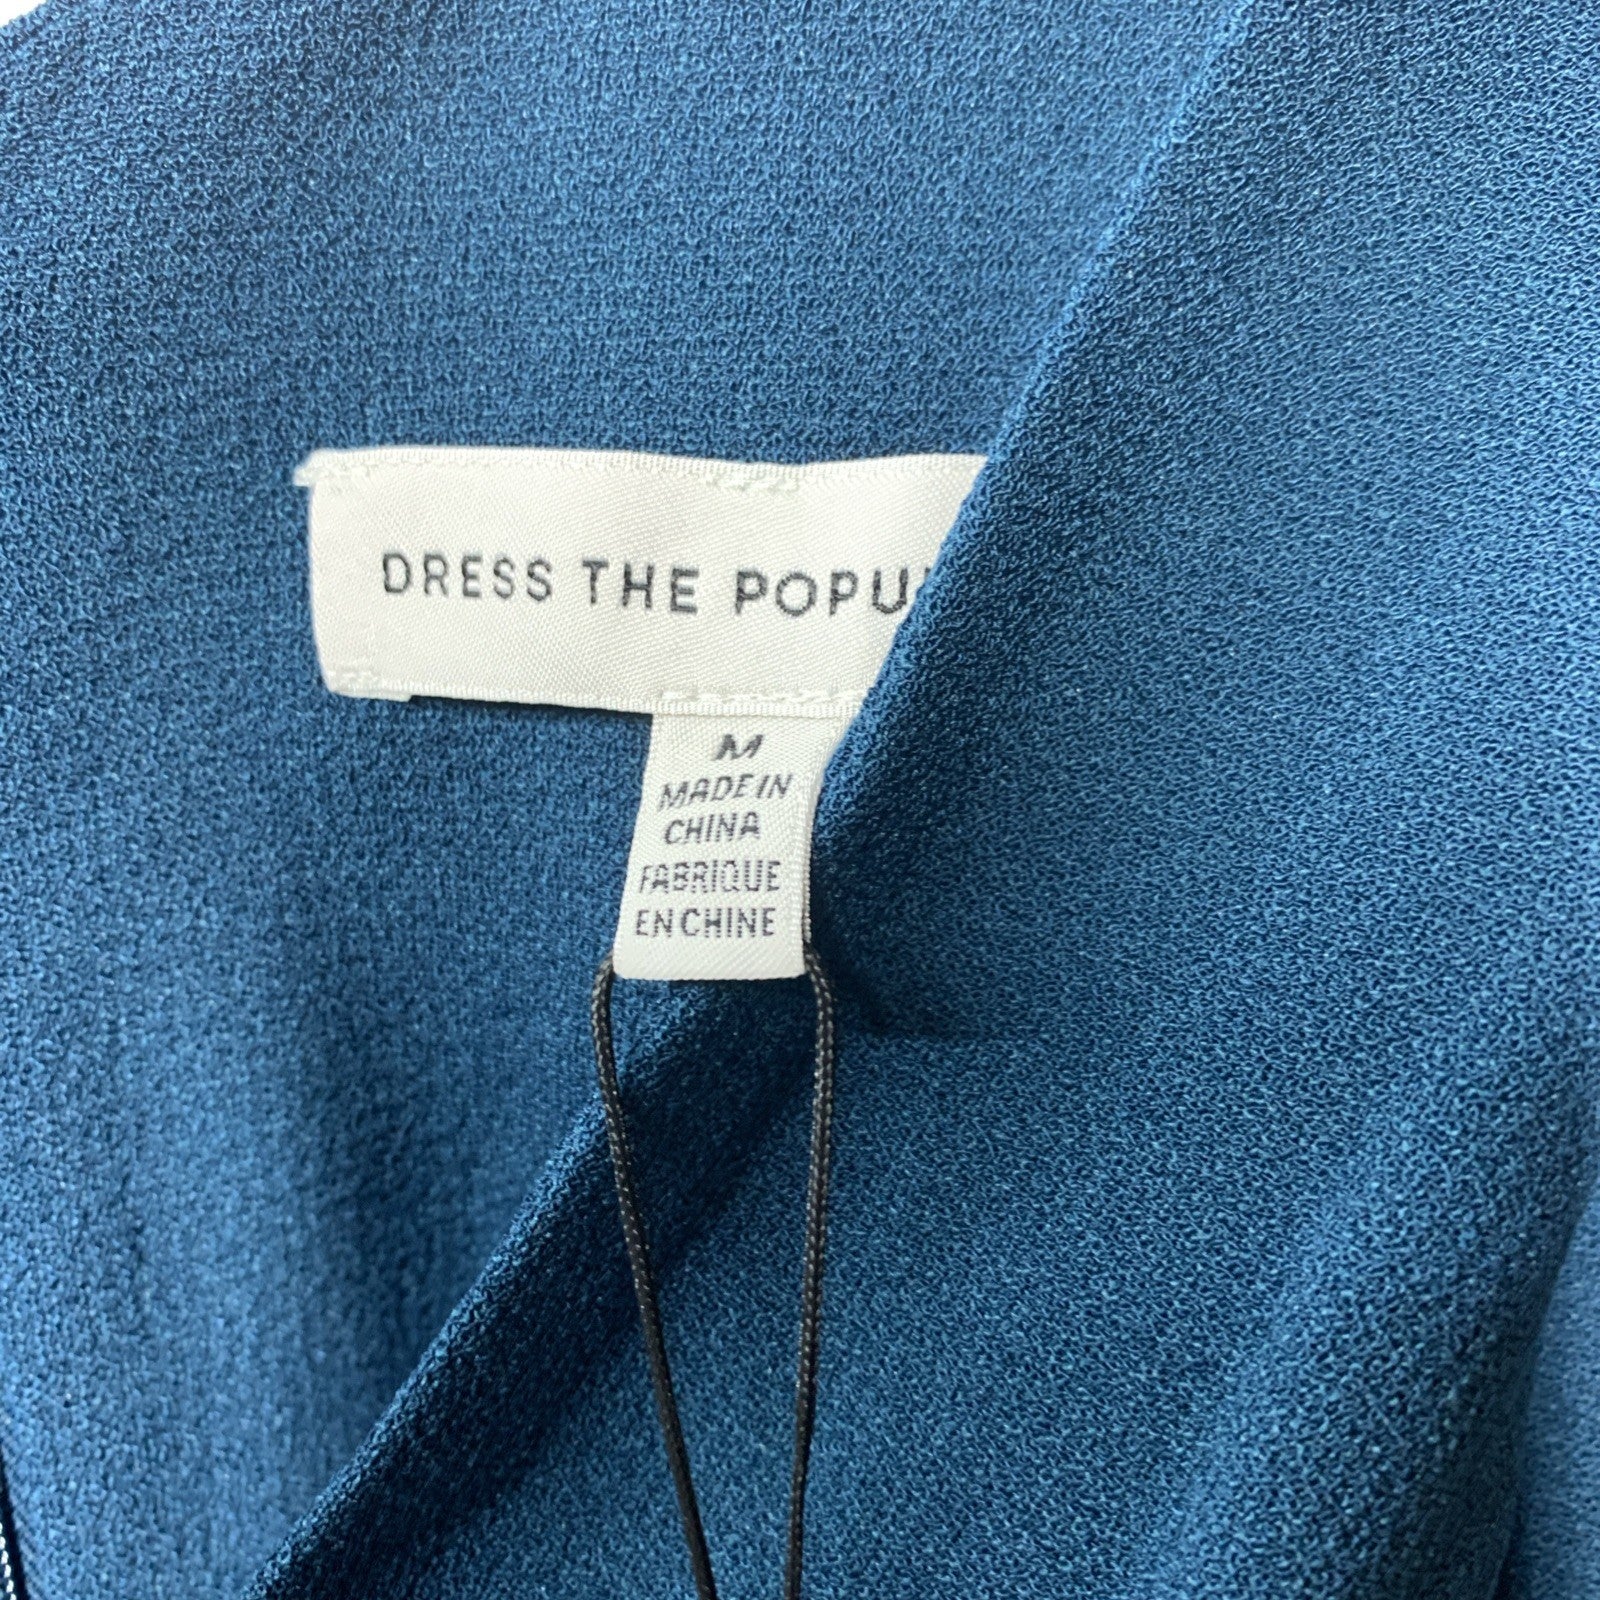 DRESS THE POPU
M
MADE IN
CHINA
FABRIQUE
EN CHINE